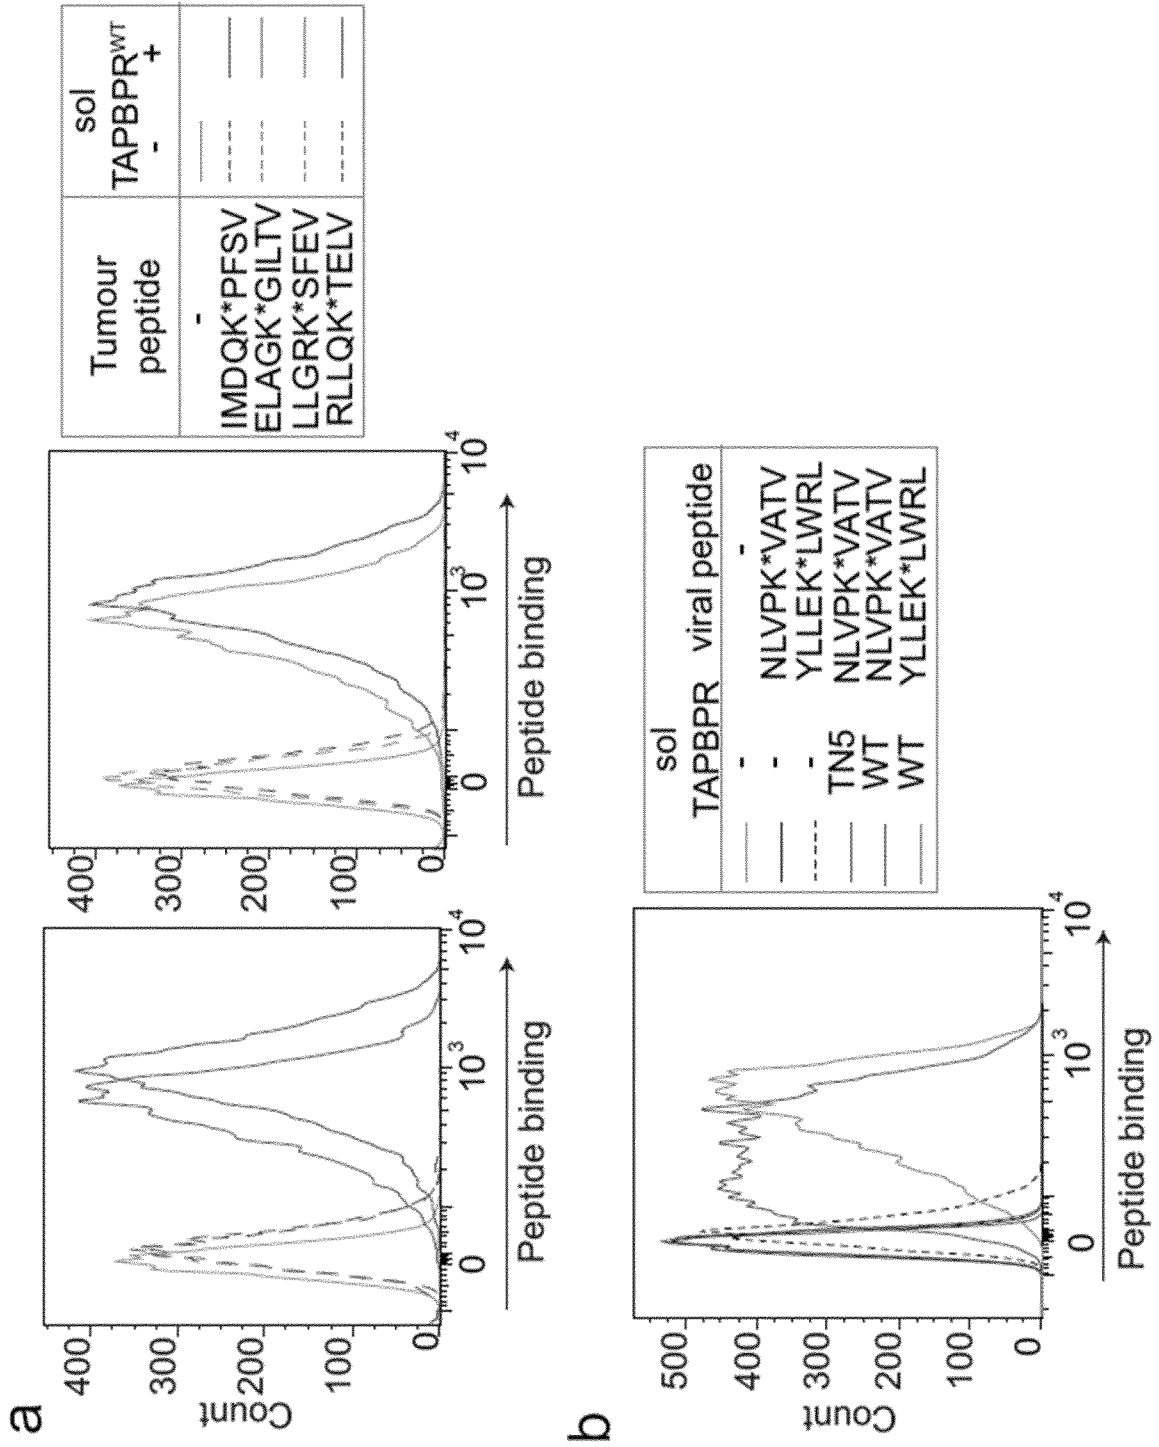 a
Count
400
300
200
100
0
0
10^3
10^4
Peptide binding
400
300
200
100
0
0
10^3
10^4
Peptide binding
Tumour peptide
sol
TAPBPR^WT
- +
-
IMDQK*PFSV
ELAGK*GILTV
LLGRK*SFEV
RLLQK*TELV
b
Count
500
400
300
200
100
0
0
10^3
10^4
Peptide binding
sol
TAPBPR viral peptide
- -
- NLVPK*VATV
- YLLEK*LWRL
TN5 NLVPK*VATV
WT NLVPK*VATV
WT YLLEK*LWRL